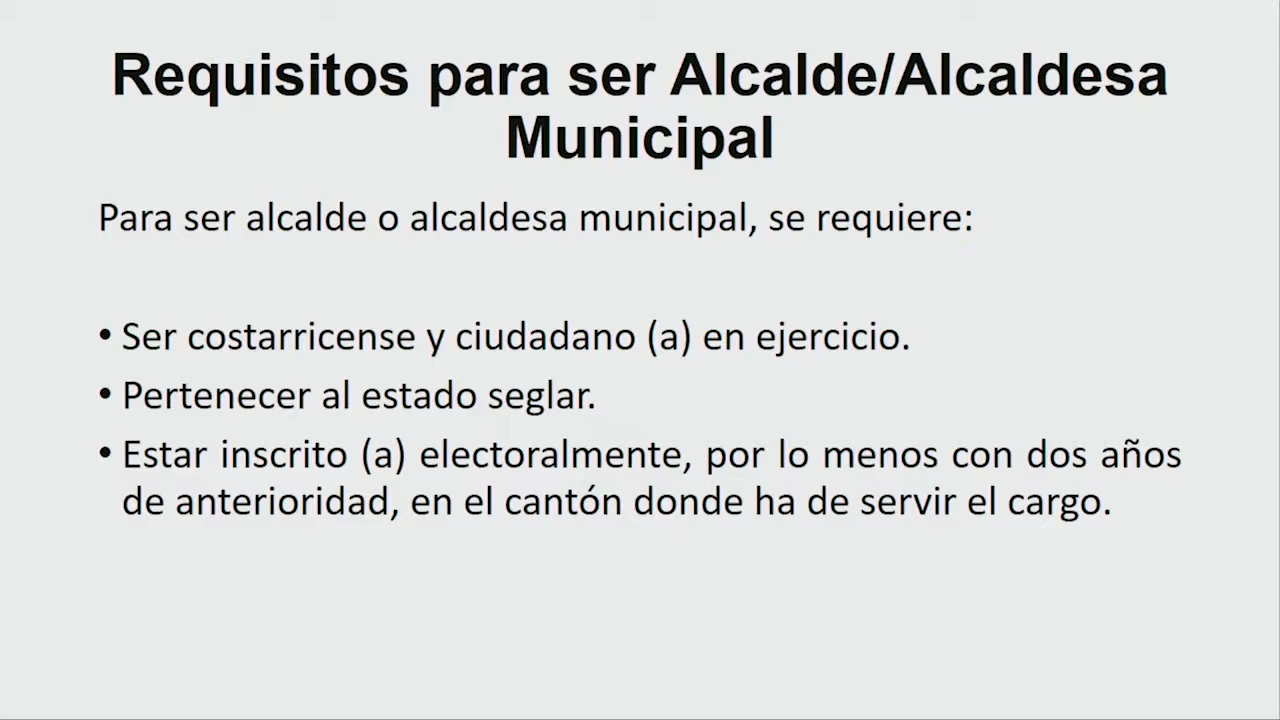 Requisitos para ser Alcalde/Alcaldesa
Municipal
Para ser alcalde o alcaldesa municipal, se requiere:
• Ser costarricense y ciudadano (a) en ejercicio.
• Pertenecer al estado seglar.
• Estar inscrito (a) electoralmente, por lo menos con dos años
de anterioridad, en el cantón donde ha de servir el cargo.